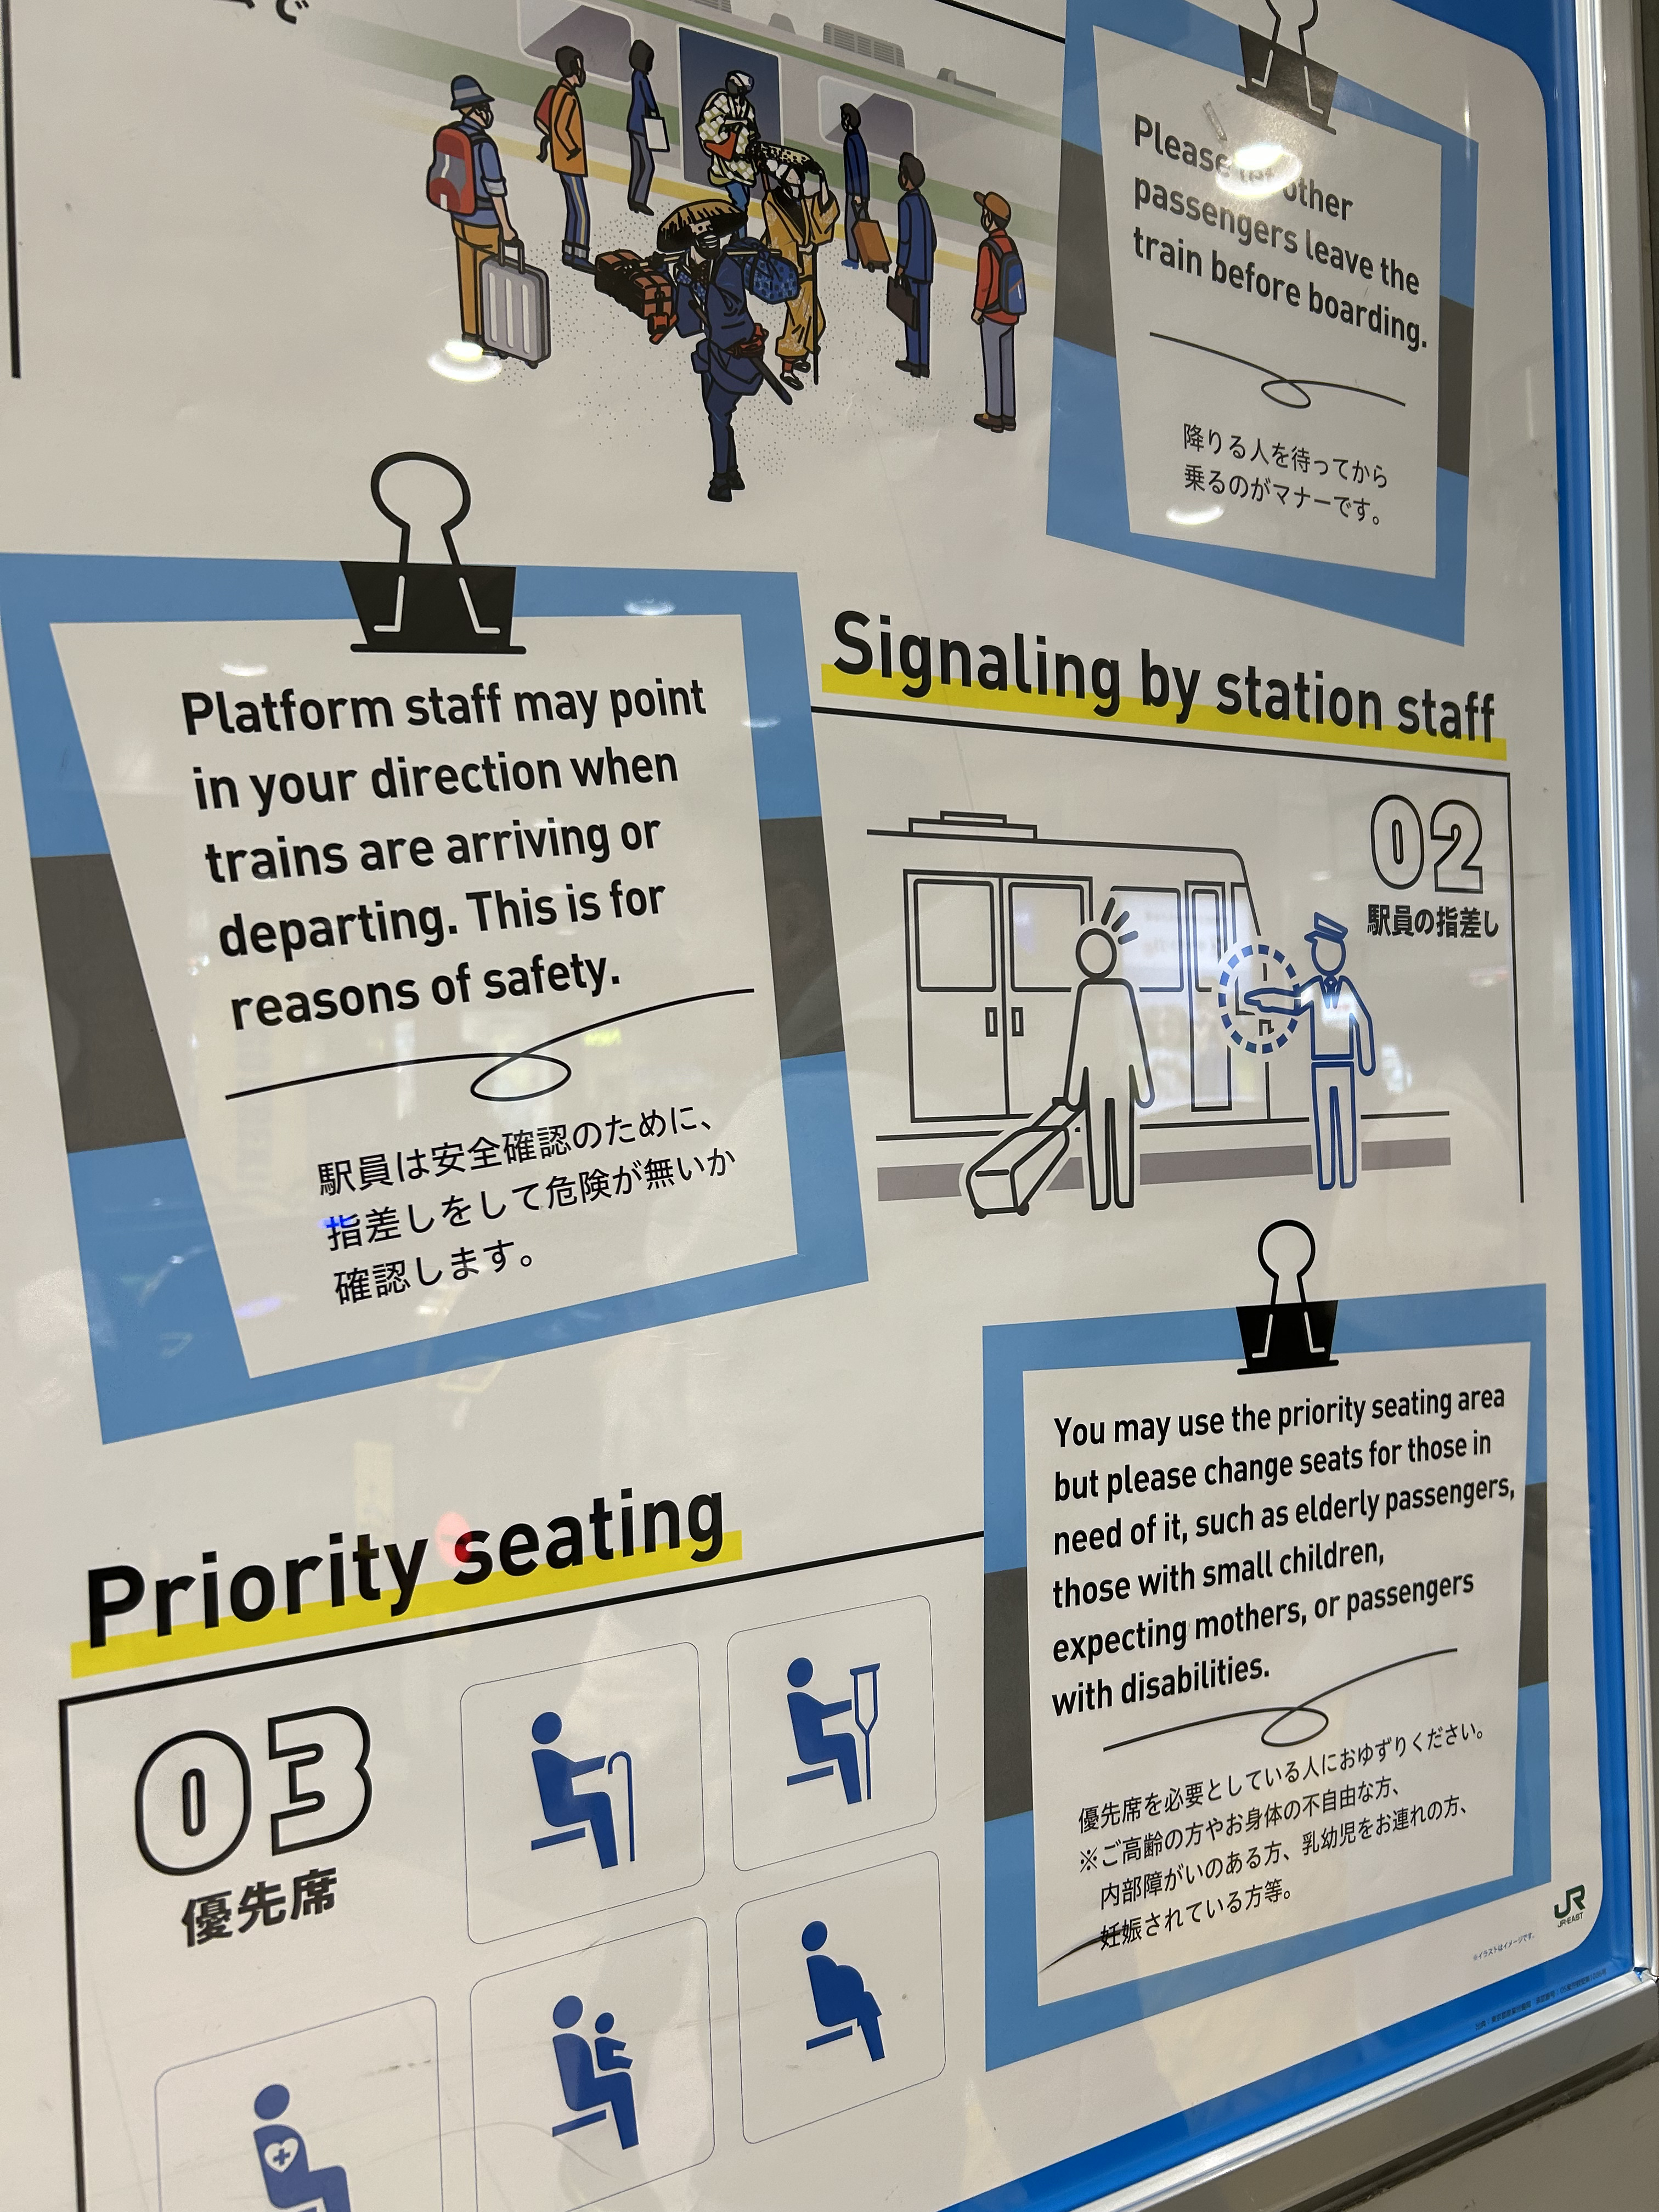 で
Please let other
passengers leave the
train before boarding.
降りる人を待ってから
乗るのがマナーです。
Platform staff may point
in your direction when
trains are arriving or
departing. This is for
reasons of safety.
駅員は安全確認のために、
指差しをして危険が無いか
確認します。
Signaling by station staff
02
駅員の指差し
Priority seating
03
優先席
You may use the priority seating area
but please change seats for those in
need of it, such as elderly passengers,
those with small children,
expecting mothers, or passengers
with disabilities.
優先席を必要としている人におゆずりください。
※ご高齢の方やお身体の不自由な方、
内部障がいのある方、乳幼児をお連れの方、
妊娠されている方等。
JR
JR-EAST
※イラストはイメージです。